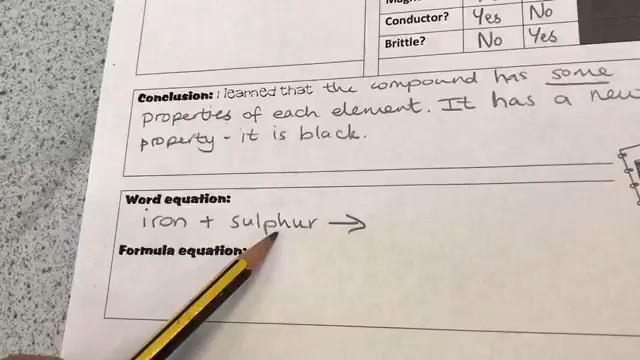 Conductor? Yes No
Brittle? No Yes
Conclusion: I learned that the compound has some
properties of each element. It has a new
property - it is black.
Word equation:
iron + sulphur →
Formula equation: